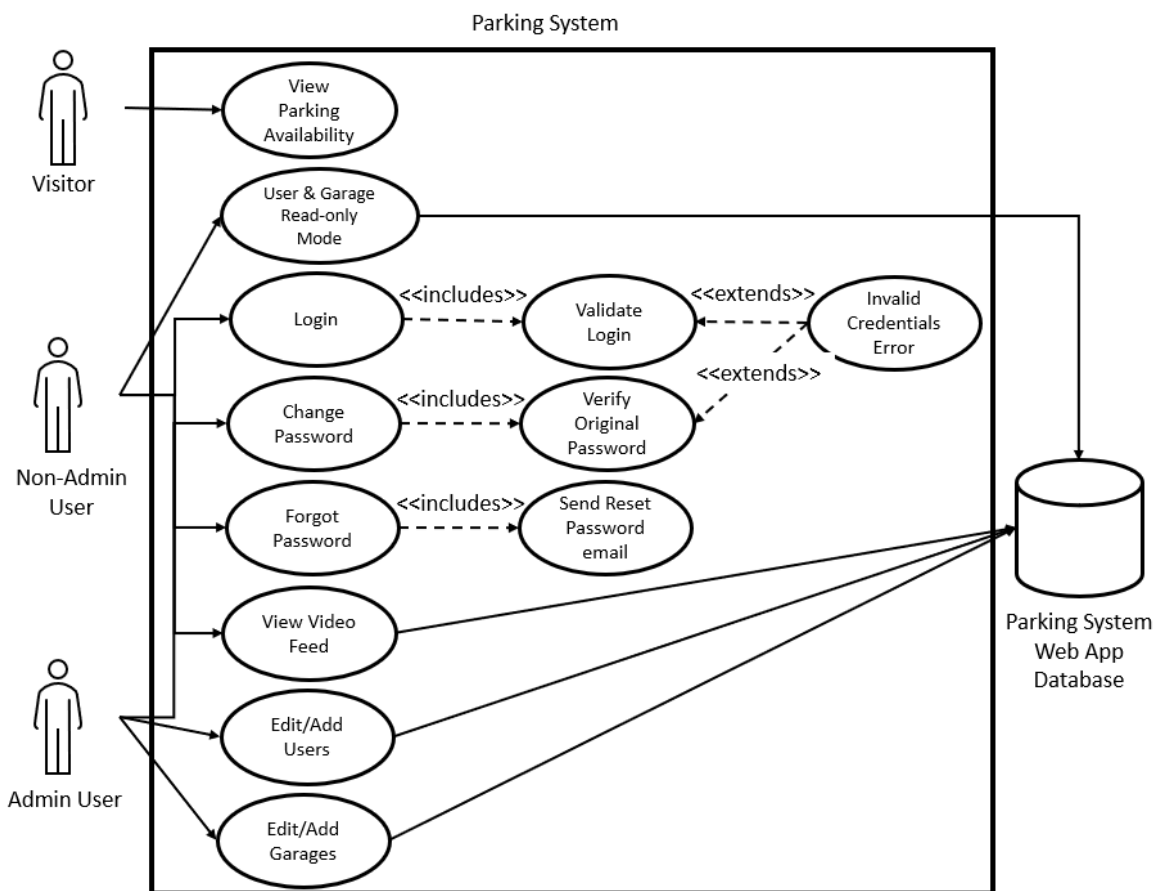 Parking System
View
Parking
Availability
Visitor
User & Garage
Read-only
Mode
Login
<<includes>>
Validate
Login
<<extends>>
Invalid
Credentials
Error
<<extends>>
Non-Admin
User
Change
Password
<<includes>>
Verify
Original
Password
Forgot
Password
<<includes>>
Send Reset
Password
email
View Video
Feed
Parking System
Web App
Database
Admin User
Edit/Add
Users
Edit/Add
Garages